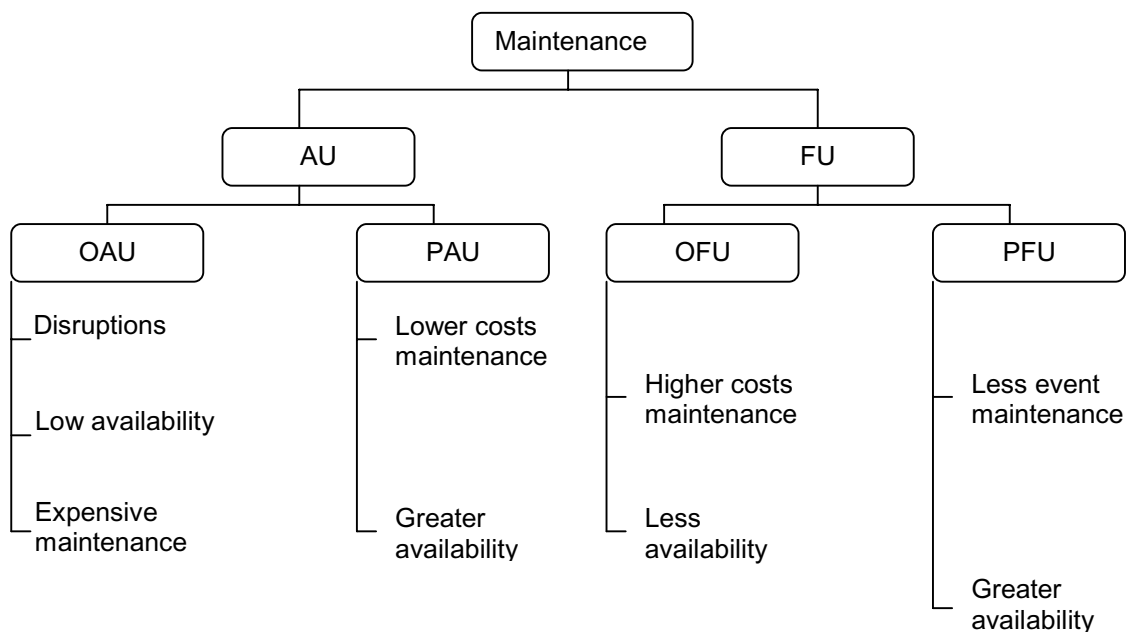 Maintenance
AU
FU
OAU
PAU
OFU
PFU
Disruptions
Low availability
Expensive
maintenance
Lower costs
maintenance
Greater
availability
Higher costs
maintenance
Less
availability
Less event
maintenance
Greater
availability